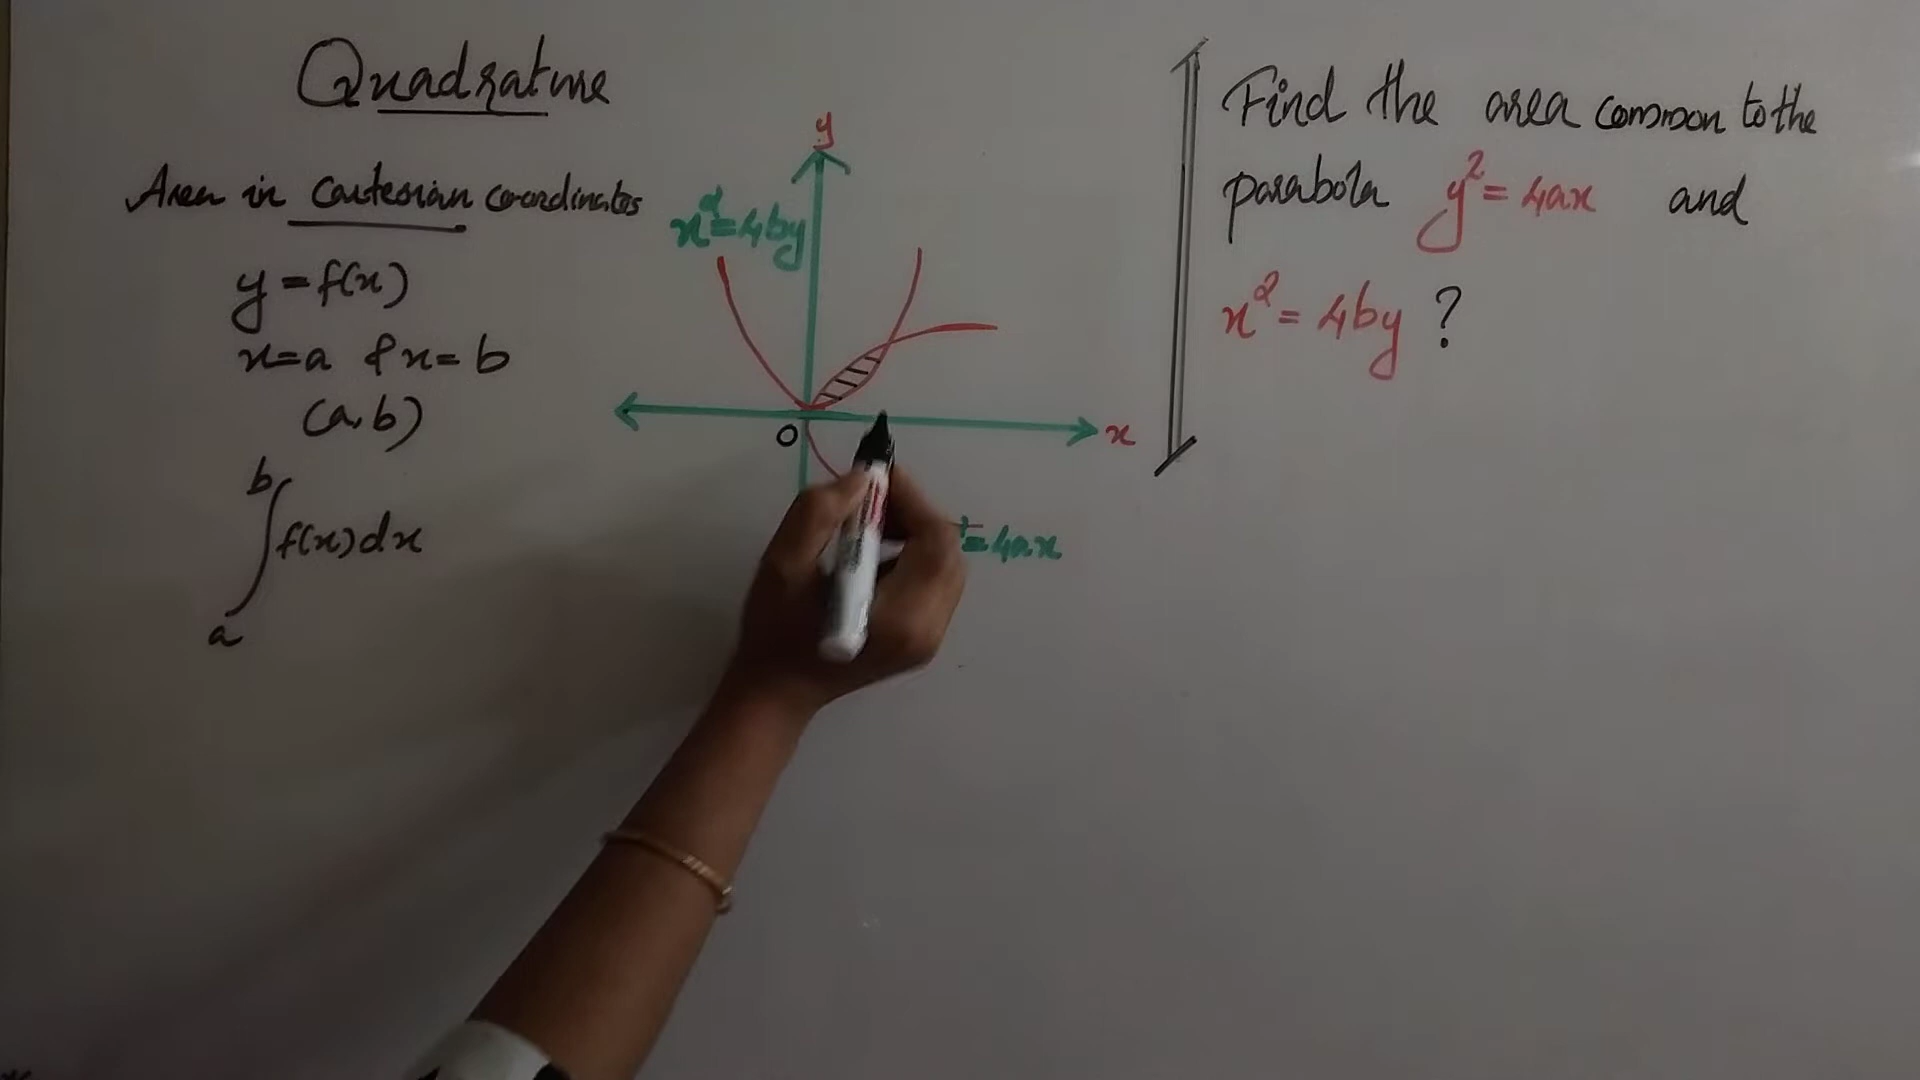 Quadrature
Area in Cartesian coordinates
y = f(x)
x=a & x= b
(a,b)
b
∫f(x)dx
a
y
x²=4by
O
x
=4ax
Find the area common to the
parabola y²= 4ax and
x²= 4by ?